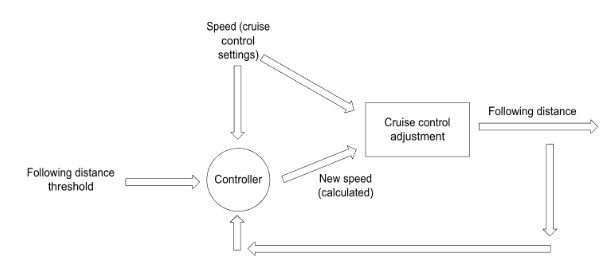 Speed (cruise
control
settings)
Following distance
Cruise control
adjustment
Following distance
threshold
Controller
New speed
(calculated)